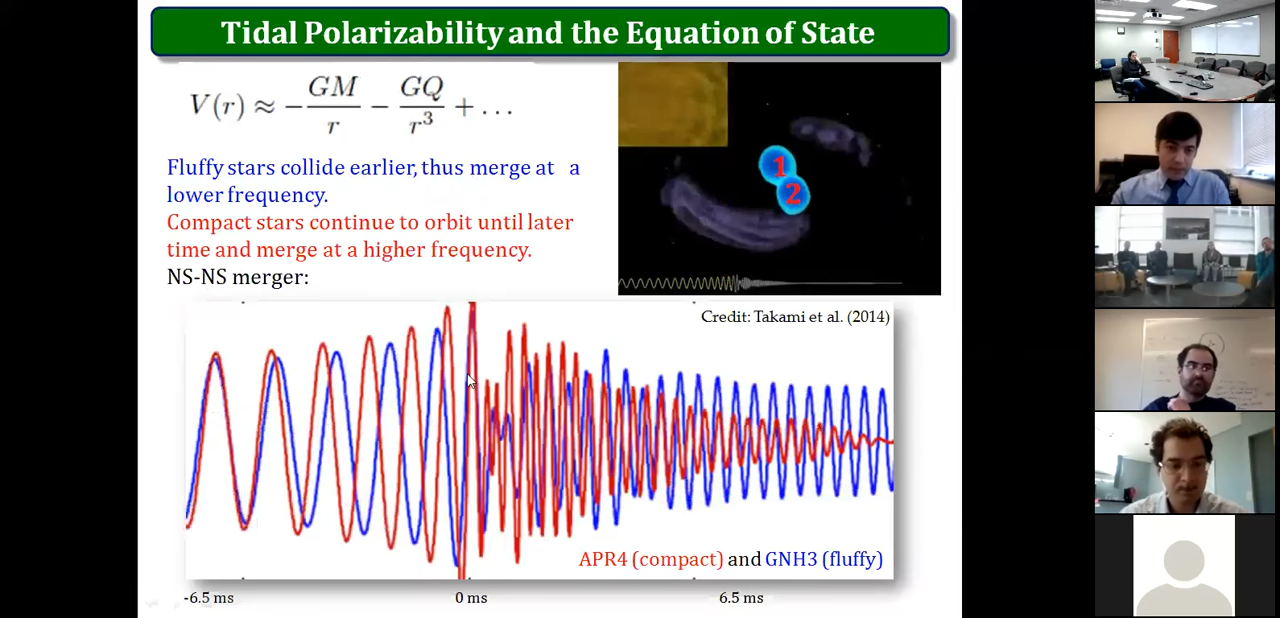 Tidal Polarizability and the Equation of State
V(r) ≈ − GM/r − GQ/r³ + …
Fluffy stars collide earlier, thus merge at a
lower frequency.
Compact stars continue to orbit until later
time and merge at a higher frequency.
NS-NS merger:
1
2
Credit: Takami et al. (2014)
APR4 (compact) and GNH3 (fluffy)
-6.5 ms 0 ms 6.5 ms